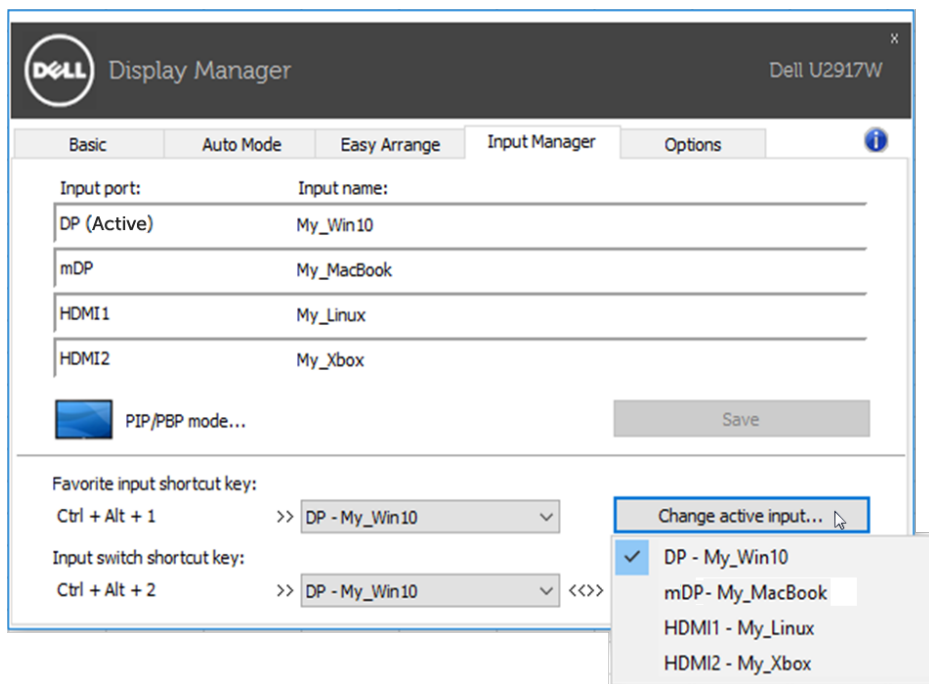 x
DELL Display Manager Dell U2917W
Basic Auto Mode Easy Arrange Input Manager Options i
Input port: Input name:
DP (Active) My_Win10
mDP My_MacBook
HDMI1 My_Linux
HDMI2 My_Xbox
PIP/PBP mode... Save
Favorite input shortcut key:
Ctrl + Alt + 1 >> DP - My_Win10 Change active input...
Input switch shortcut key:
Ctrl + Alt + 2 >> DP - My_Win10 <<>>
DP - My_Win10
mDP- My_MacBook
HDMI1 - My_Linux
HDMI2 - My_Xbox